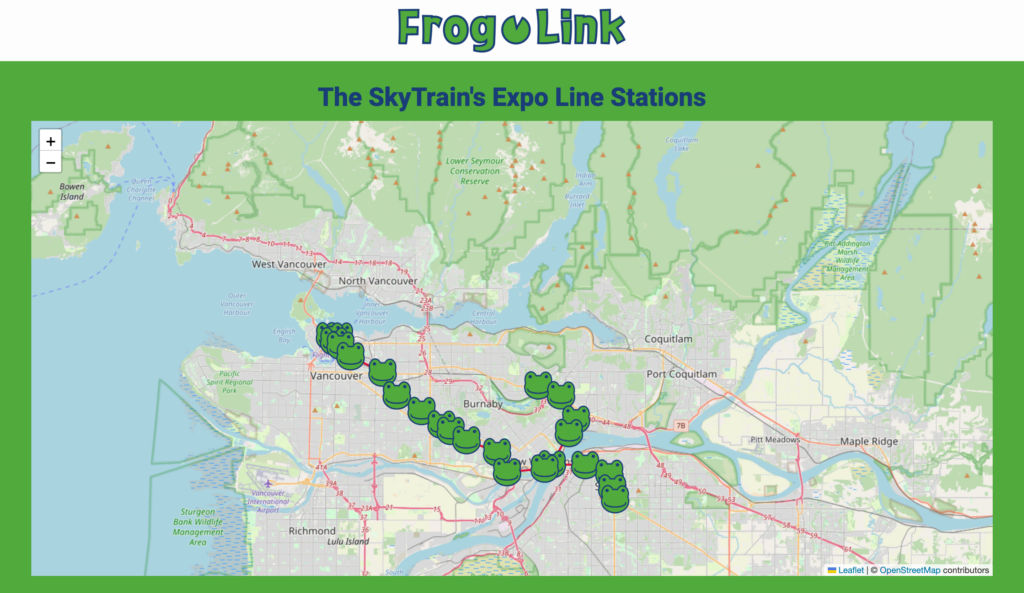 Frog Link
The SkyTrain's Expo Line Stations
+
−
Bowen
Island
Queen
Charlotte
Channel
Lower Seymour
Conservation
Reserve
Coquitlam
Lake
Indian
Arm
Burrard
Inlet
Pitt Addington
Marsh
Wildlife
Management
Area
West Vancouver
North Vancouver
Outer
Vancouver
Harbour
Inner
Vancouver
Harbour
Central
Harbour
English
Bay
Coquitlam
Port Coquitlam
Vancouver
Pacific
Spirit Regional
Park
Burnaby
7B
Pitt Meadows
Maple Ridge
Vancouver
International
Airport
Richmond
Lulu Island
Sturgeon
Bank Wildlife
Management
Area
Leaflet | © OpenStreetMap contributors